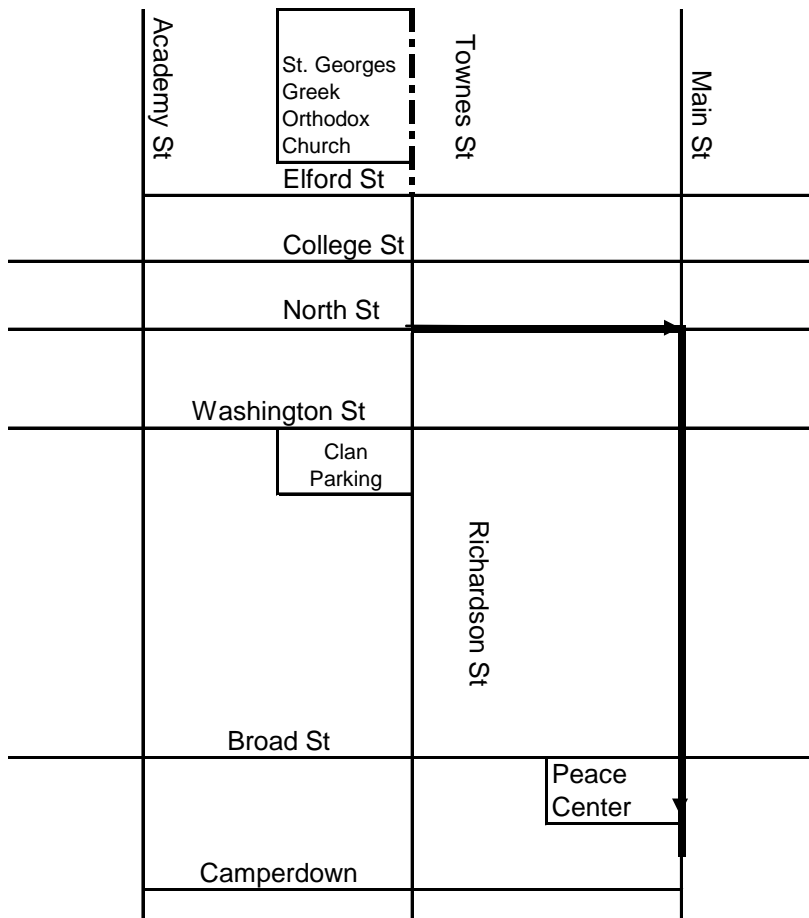 Academy St
St. Georges
Greek
Orthodox
Church
Townes St
Main St
Elford St
College St
North St
Washington St
Clan
Parking
Richardson St
Broad St
Peace
Center
Camperdown